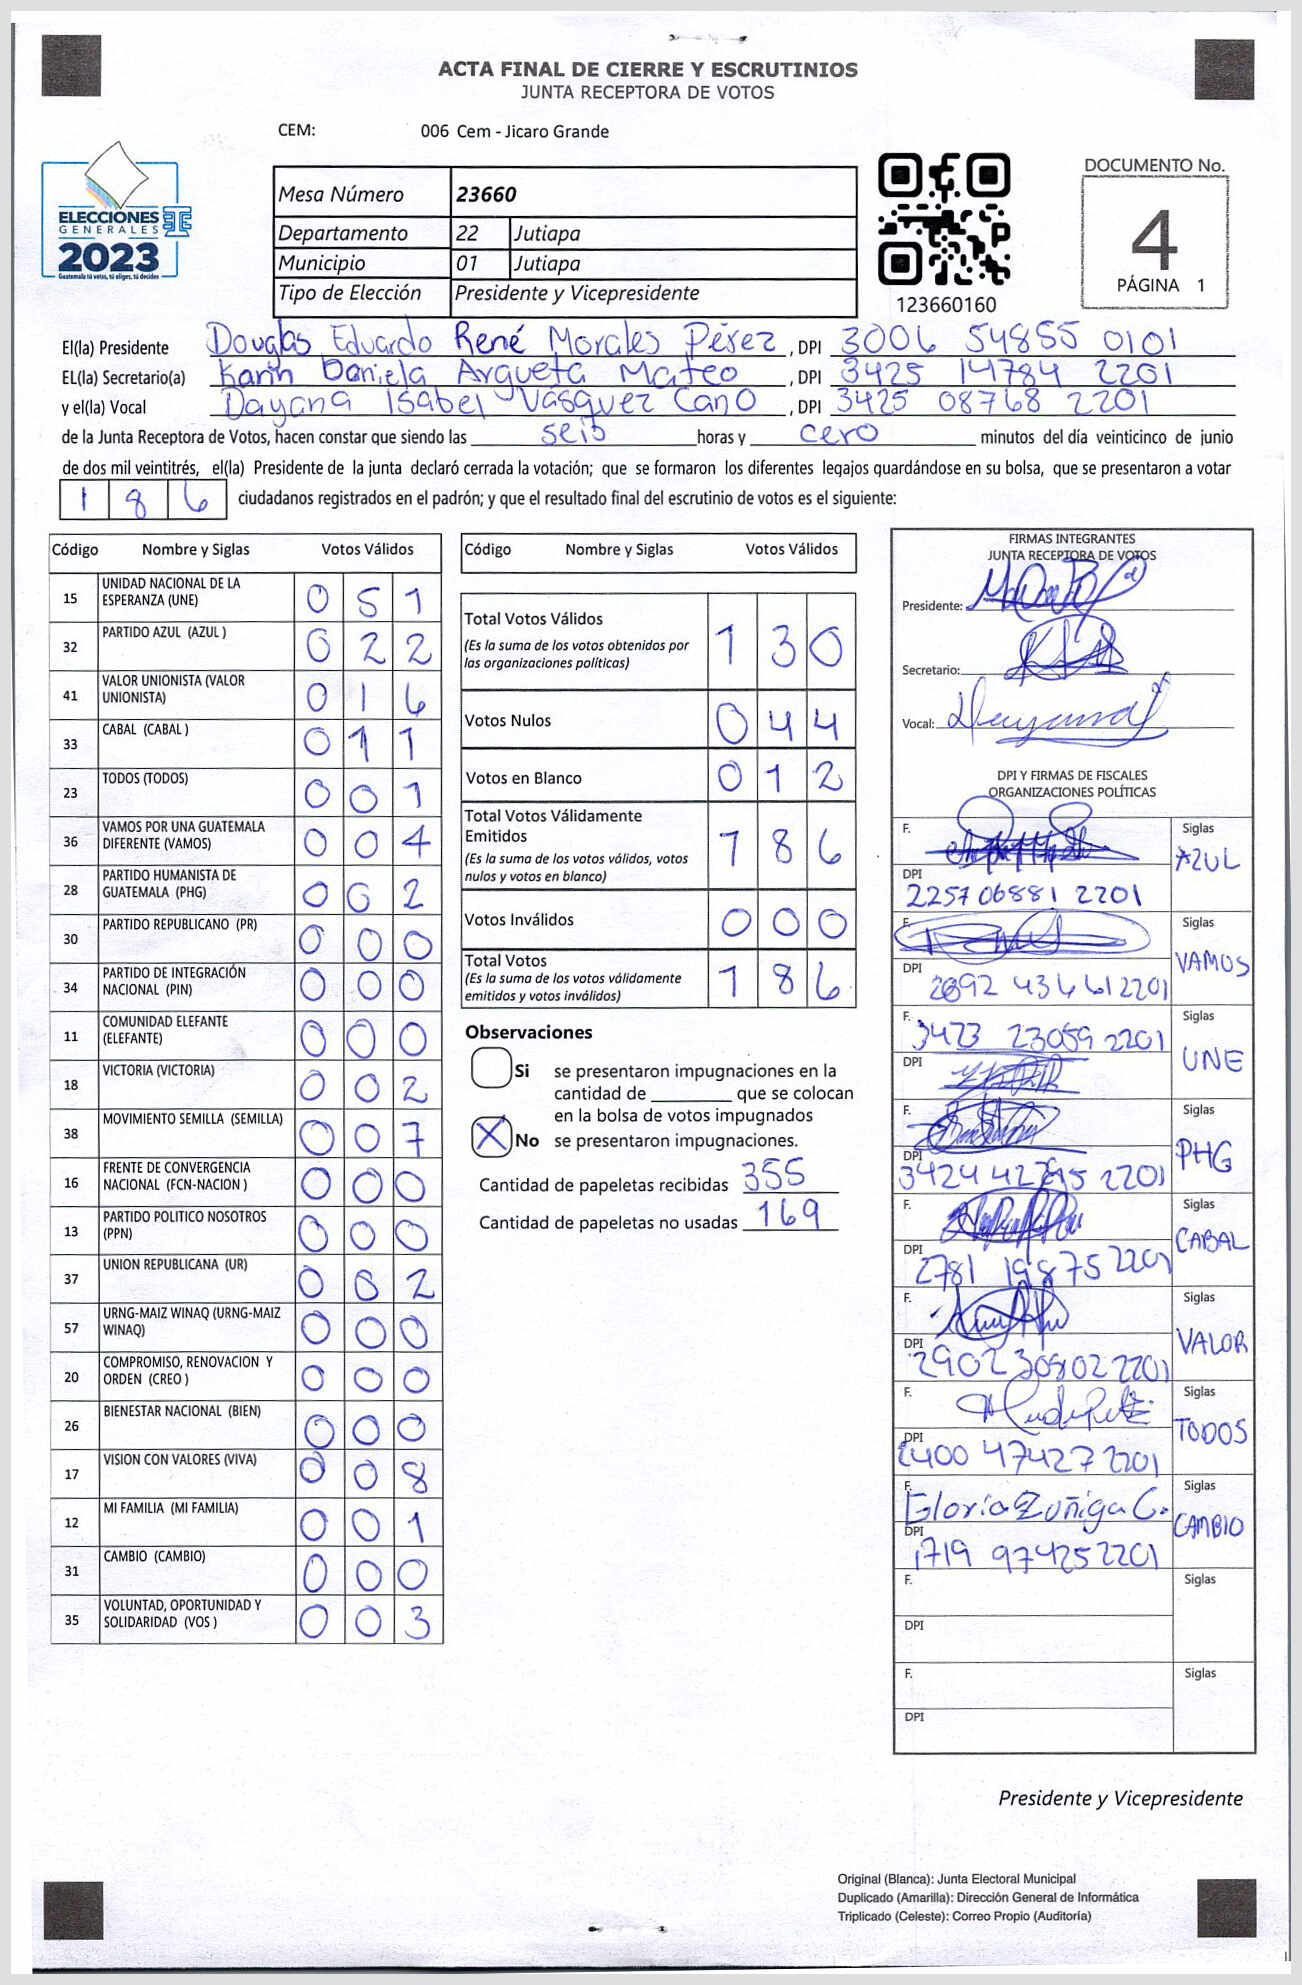 ACTA FINAL DE CIERRE Y ESCRUTINIOS
JUNTA RECEPTORA DE VOTOS
CEM: 006 Cem - Jicaro Grande
ELECCIONES
GENERALES
2023
Guatemala tú votas, tú eliges, tú decides
Mesa Número 23660
Departamento 22 Jutiapa
Municipio 01 Jutiapa
Tipo de Elección Presidente y Vicepresidente
123660160
DOCUMENTO No.
4
PÁGINA 1
El(la) Presidente Douglas Eduardo René Morales Pérez, DPI 3006 54855 0101
EL(la) Secretario(a) Karin Daniela Argueta Mateo, DPI 3425 14784 2201
y el(la) Vocal Dayana Isabel Vásquez Cano, DPI 3425 08768 2201
de la Junta Receptora de Votos, hacen constar que siendo las seis horas y cero minutos del día veinticinco de junio
de dos mil veintitrés, el(la) Presidente de la junta declaró cerrada la votación; que se formaron los diferentes legajos guardándose en su bolsa, que se presentaron a votar
186 ciudadanos registrados en el padrón; y que el resultado final del escrutinio de votos es el siguiente:
Código Nombre y Siglas Votos Válidos
15 UNIDAD NACIONAL DE LA ESPERANZA (UNE) 0 5 1
32 PARTIDO AZUL (AZUL ) 0 2 2
41 VALOR UNIONISTA (VALOR UNIONISTA) 0 1 6
33 CABAL (CABAL ) 0 1 1
23 TODOS (TODOS) 0 0 1
36 VAMOS POR UNA GUATEMALA DIFERENTE (VAMOS) 0 0 4
28 PARTIDO HUMANISTA DE GUATEMALA (PHG) 0 0 2
30 PARTIDO REPUBLICANO (PR) 0 0 0
34 PARTIDO DE INTEGRACIÓN NACIONAL (PIN) 0 0 0
11 COMUNIDAD ELEFANTE (ELEFANTE) 0 0 0
18 VICTORIA (VICTORIA) 0 0 2
38 MOVIMIENTO SEMILLA (SEMILLA) 0 0 7
16 FRENTE DE CONVERGENCIA NACIONAL (FCN-NACION ) 0 0 0
13 PARTIDO POLITICO NOSOTROS (PPN) 0 0 0
37 UNION REPUBLICANA (UR) 0 0 2
57 URNG-MAIZ WINAQ (URNG-MAIZ WINAQ) 0 0 0
20 COMPROMISO, RENOVACION Y ORDEN (CREO ) 0 0 0
26 BIENESTAR NACIONAL (BIEN) 0 0 0
17 VISION CON VALORES (VIVA) 0 0 8
12 MI FAMILIA (MI FAMILIA) 0 0 1
31 CAMBIO (CAMBIO) 0 0 0
35 VOLUNTAD, OPORTUNIDAD Y SOLIDARIDAD (VOS ) 0 0 3
Código Nombre y Siglas Votos Válidos
Total Votos Válidos 1 3 0
(Es la suma de los votos obtenidos por
las organizaciones políticas)
Votos Nulos 0 4 4
Votos en Blanco 0 1 2
Total Votos Válidamente
Emitidos 1 8 6
(Es la suma de los votos válidos, votos
nulos y votos en blanco)
Votos Inválidos 0 0 0
Total Votos 1 8 6
(Es la suma de los votos válidamente
emitidos y votos inválidos)
Observaciones
Si se presentaron impugnaciones en la
cantidad de ________ que se colocan
en la bolsa de votos impugnados
X No se presentaron impugnaciones.
Cantidad de papeletas recibidas 355
Cantidad de papeletas no usadas 169
FIRMAS INTEGRANTES
JUNTA RECEPTORA DE VOTOS
Presidente:
Secretario:
Vocal:
DPI Y FIRMAS DE FISCALES
ORGANIZACIONES POLÍTICAS
F. Siglas AZUL
DPI 2257 06881 2201
F. Siglas VAMOS
DPI
F. Siglas UNE
3423 23059 2201
DPI
F. Siglas PHG
DPI 3424 2201
F. Siglas CABAL
DPI 2781 19875 2201
F. Siglas VALOR
DPI 2902 2201
F. Siglas TODOS
DPI 2400 47427 2201
F. Gloria Zuñiga C. Siglas CAMBIO
DPI 1719 97425 2201
F. Siglas
DPI
F. Siglas
DPI
Presidente y Vicepresidente
Original (Blanca): Junta Electoral Municipal
Duplicado (Amarilla): Dirección General de Informática
Triplicado (Celeste): Correo Propio (Auditoría)